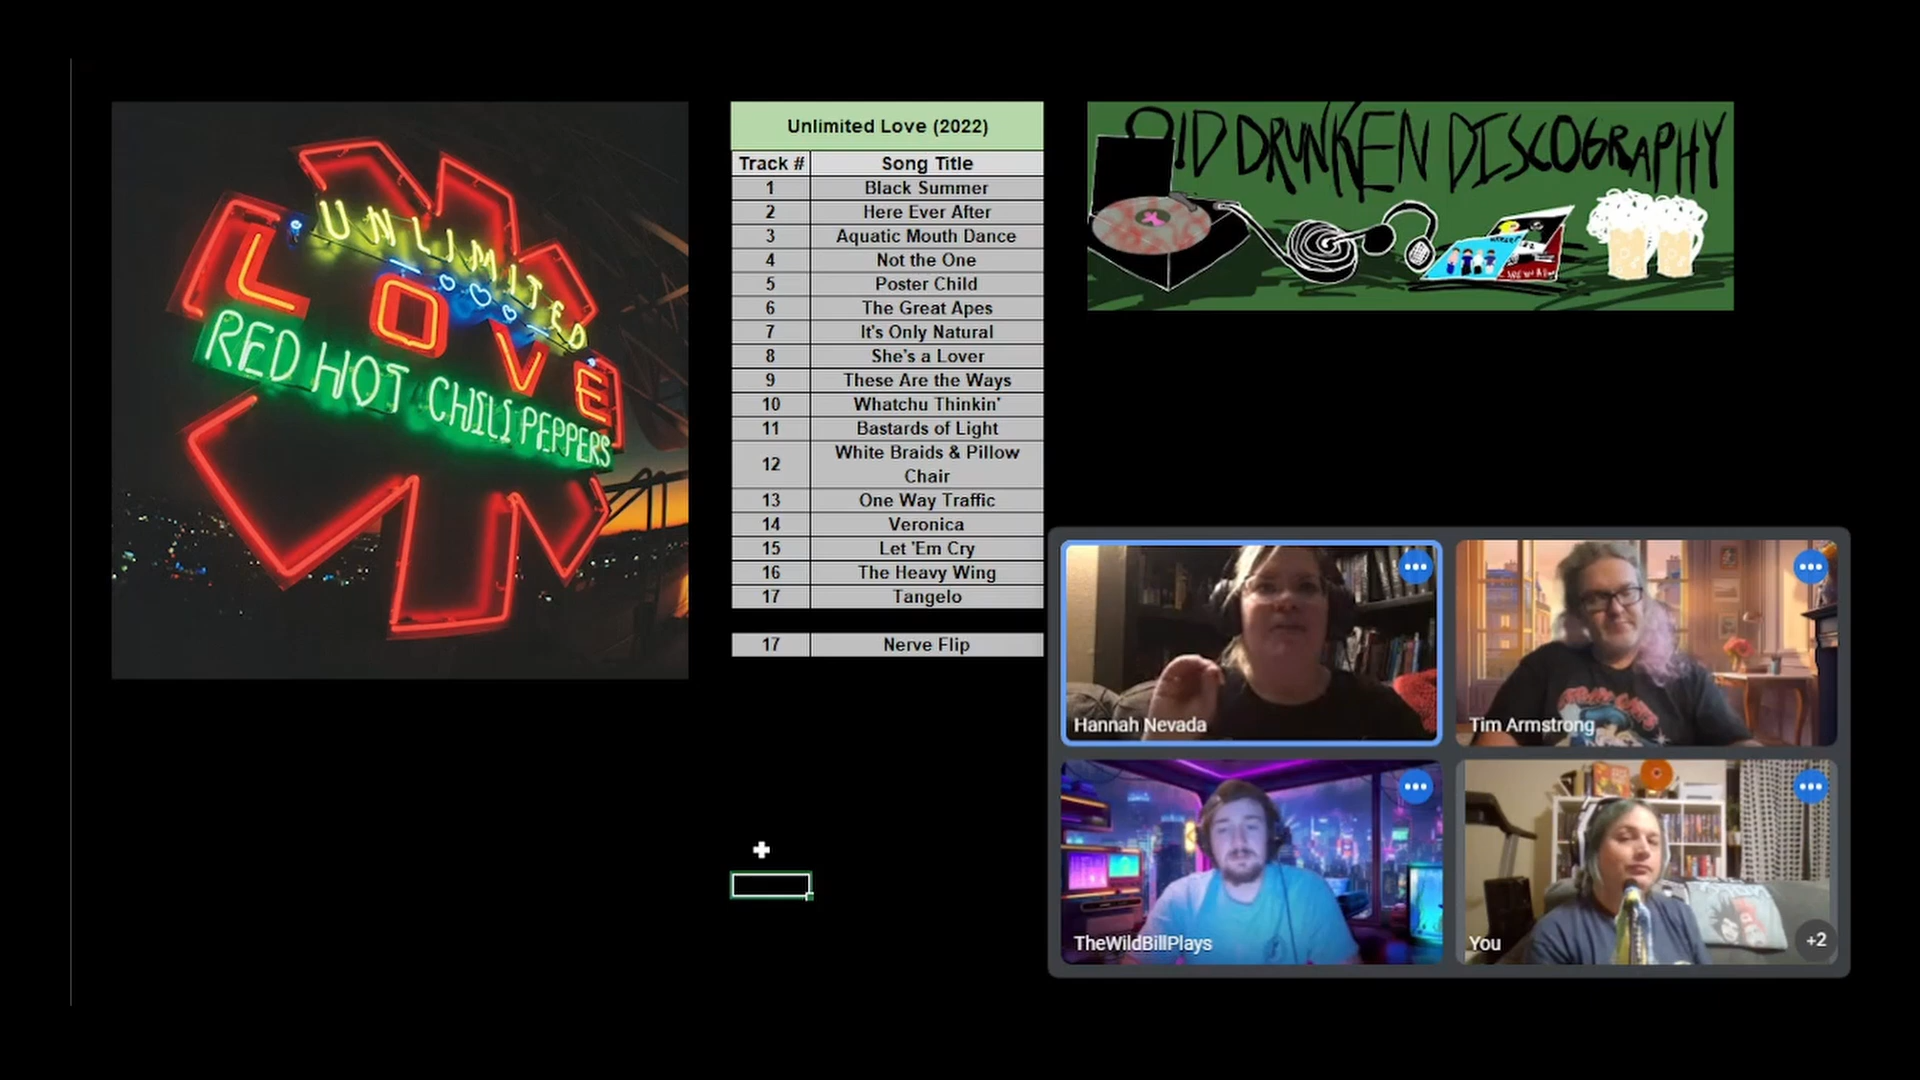 UNLIMITED
LOVE
RED HOT CHILI PEPPERS
Unlimited Love (2022)
Track # Song Title
1 Black Summer
2 Here Ever After
3 Aquatic Mouth Dance
4 Not the One
5 Poster Child
6 The Great Apes
7 It's Only Natural
8 She's a Lover
9 These Are the Ways
10 Whatchu Thinkin'
11 Bastards of Light
12 White Braids & Pillow
Chair
13 One Way Traffic
14 Veronica
15 Let 'Em Cry
16 The Heavy Wing
17 Tangelo
17 Nerve Flip
DRUNKEN DISCOGRAPHY
Hannah Nevada
Tim Armstrong
TheWildBillPlays
You
+2